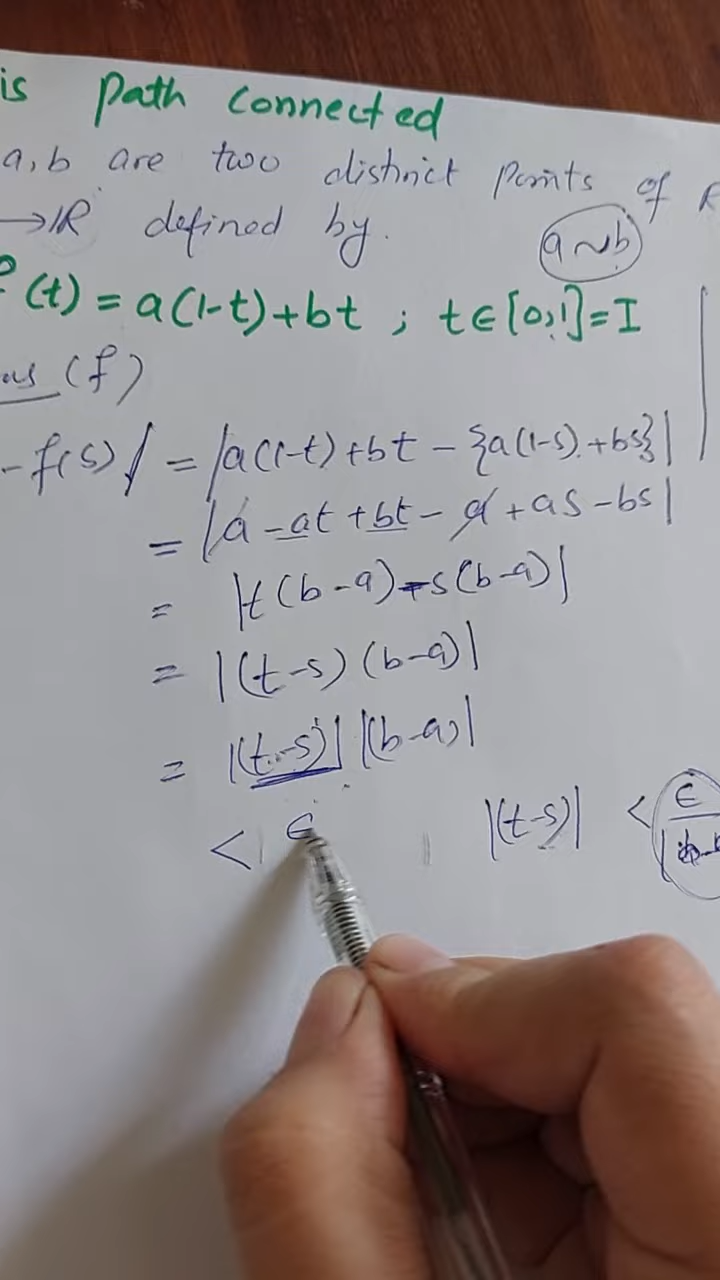 is Path connected
a, b are two distnict points of R
→ℝ defined by.
a ~ b
f(t) = a(1-t)+bt ; t∈[0,1]=I
(f)
-f(s)| = |a(1-t)+bt - {a(1-s)+bs}|
= |a - at + bt - a + as - bs|
= |t(b-a) - s(b-a)|
= |(t-s)(b-a)|
= |(t-s)| |(b-a)|
< | ϵ | |(t-s)| < ϵ